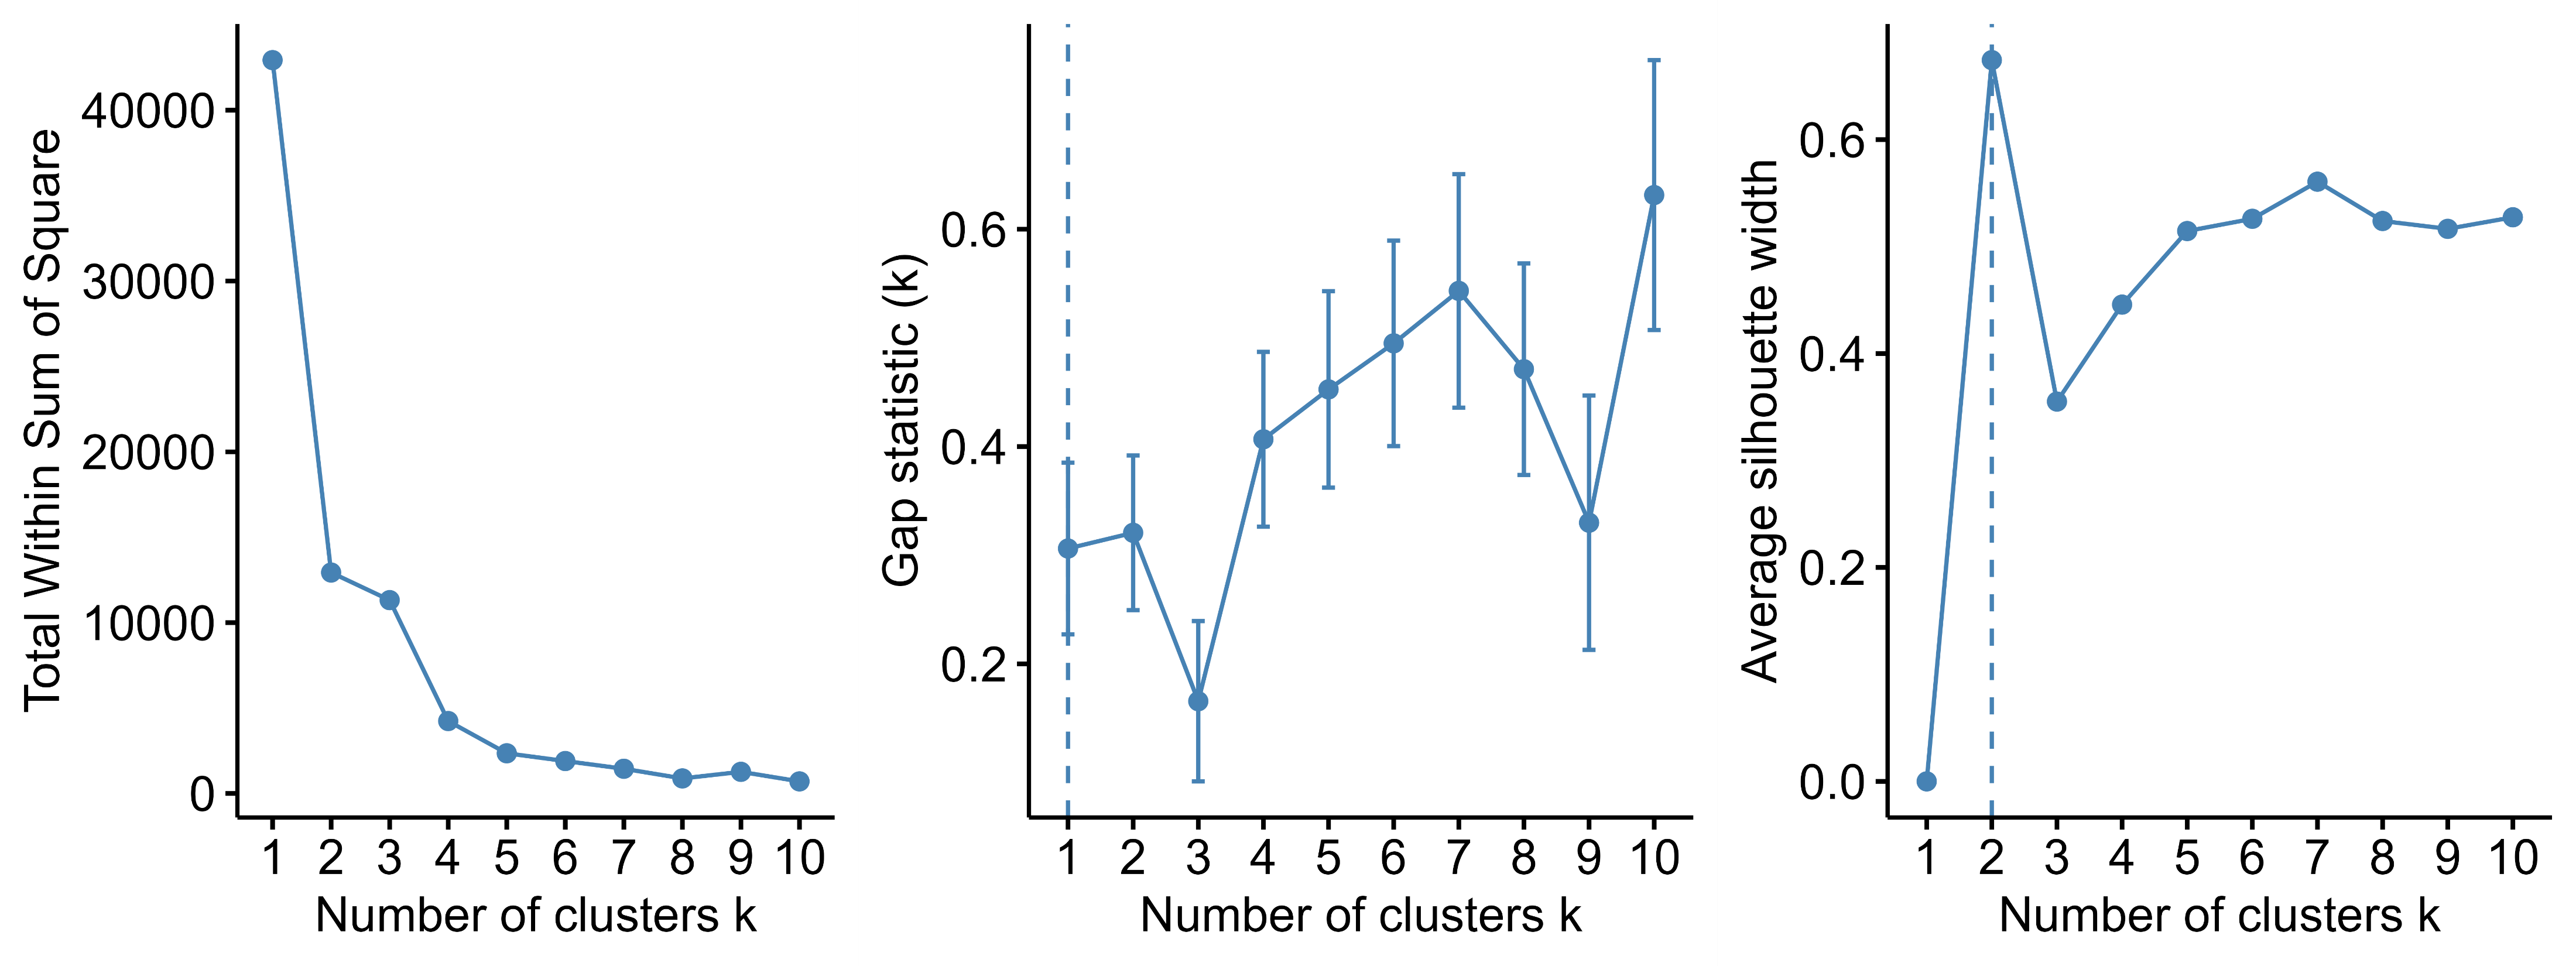 Total Within Sum of Square
40000
30000
20000
10000
0
1 2 3 4 5 6 7 8 9 10
Number of clusters k
Gap statistic (k)
0.6
0.4
0.2
1 2 3 4 5 6 7 8 9 10
Number of clusters k
Average silhouette width
0.6
0.4
0.2
0.0
1 2 3 4 5 6 7 8 9 10
Number of clusters k